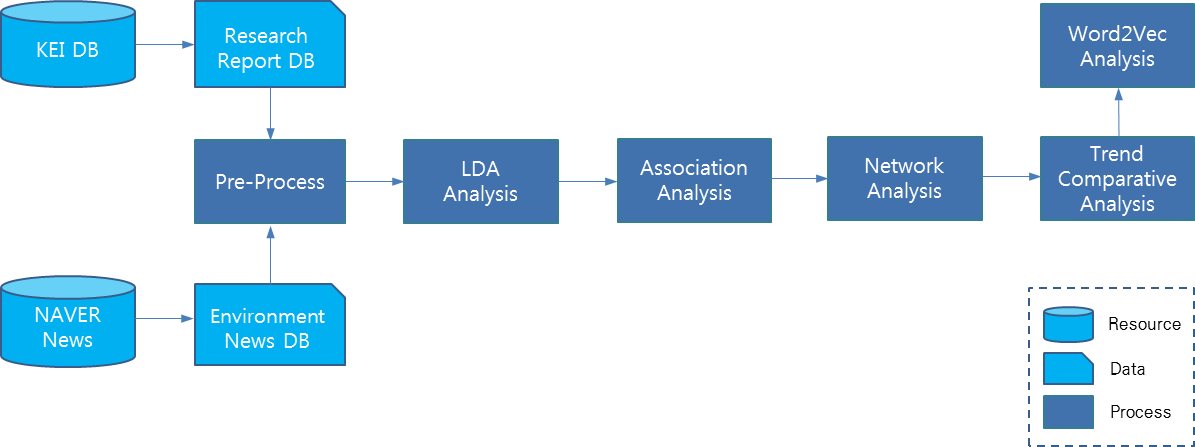 KEI DB
Research
Report DB
Word2Vec
Analysis
Pre-Process
LDA
Analysis
Association
Analysis
Network
Analysis
Trend
Comparative
Analysis
NAVER
News
Environment
News DB
Resource
Data
Process